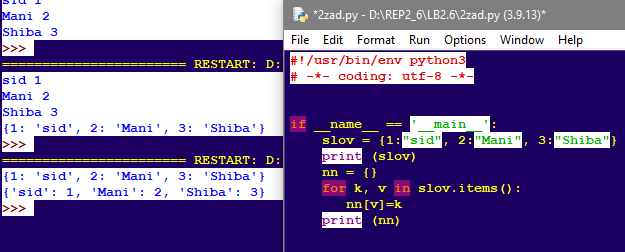 sid 1
Mani 2
Shiba 3
>>>
======================== RESTART: D:
sid 1
Mani 2
Shiba 3
{1: 'sid', 2: 'Mani', 3: 'Shiba'}
>>>
======================== RESTART: D:
{1: 'sid', 2: 'Mani', 3: 'Shiba'}
{'sid': 1, 'Mani': 2, 'Shiba': 3}
>>>
*2zad.py - D:\REP2_6\LB2.6\2zad.py (3.9.13)*
File Edit Format Run Options Window Help
#!/usr/bin/env python3
# -*- coding: utf-8 -*-
if __name__ == '__main__':
    slov = {1:"sid", 2:"Mani", 3:"Shiba"}
    print (slov)
    nn = {}
    for k, v in slov.items():
        nn[v]=k
    print (nn)